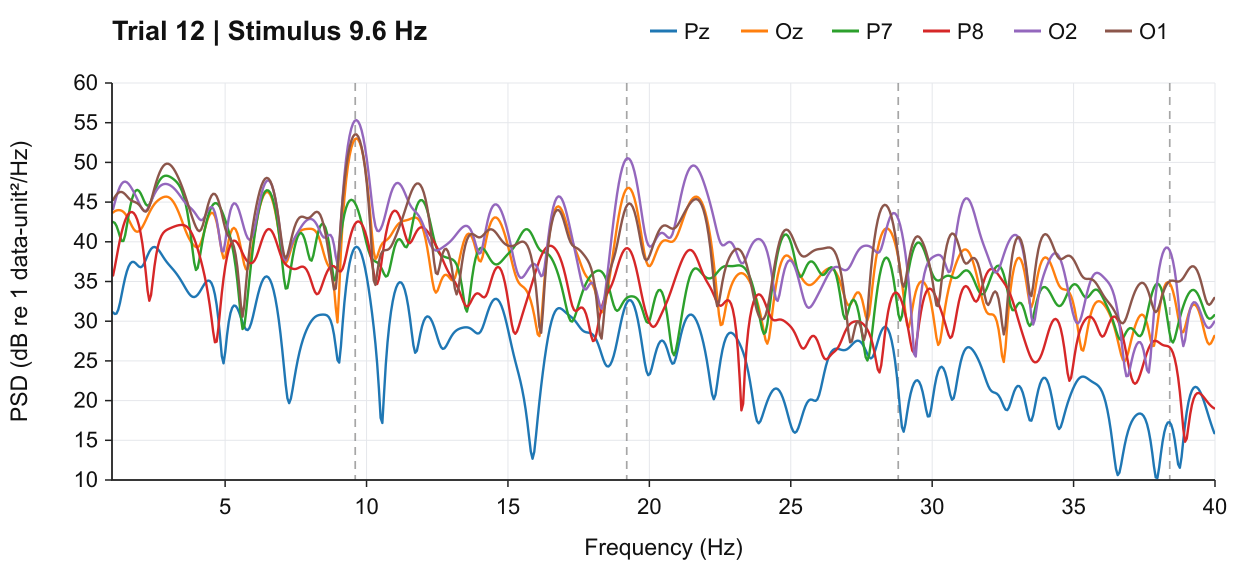 Trial 12 | Stimulus 9.6 Hz
Pz Oz P7 P8 O2 O1
PSD (dB re 1 data-unit²/Hz)
60
55
50
45
40
35
30
25
20
15
10
5 10 15 20 25 30 35 40
Frequency (Hz)